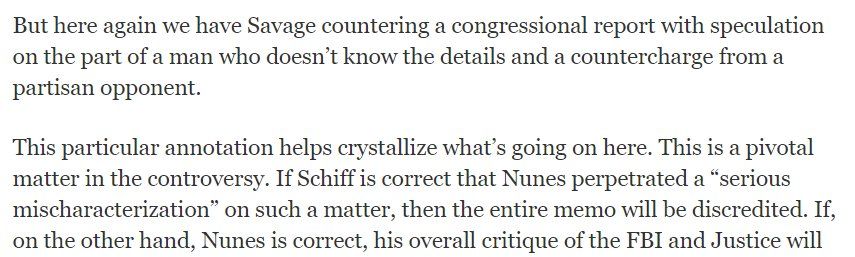 But here again we have Savage countering a congressional report with speculation
on the part of a man who doesn’t know the details and a countercharge from a
partisan opponent.
This particular annotation helps crystallize what’s going on here. This is a pivotal
matter in the controversy. If Schiff is correct that Nunes perpetrated a “serious
mischaracterization” on such a matter, then the entire memo will be discredited. If,
on the other hand, Nunes is correct, his overall critique of the FBI and Justice will